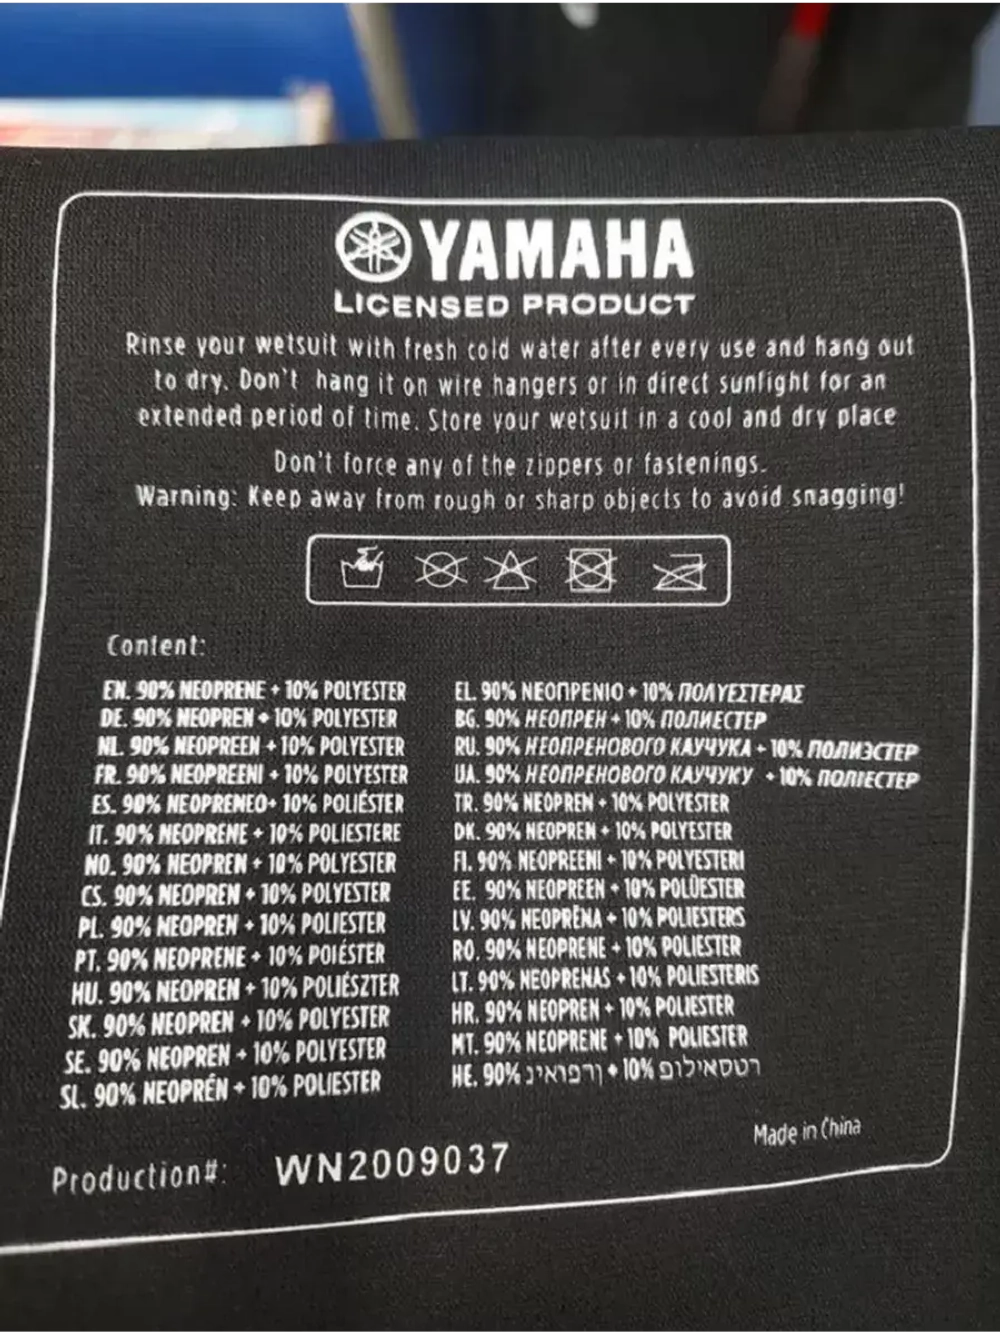 YAMAHA
LICENSED PRODUCT
Rinse your wetsuit with fresh cold water after every use and hang out
to dry. Don't hang it on wire hangers or in direct sunlight for an
extended period of time. Store your wetsuit in a cool and dry place
Don't force any of the zippers or fastenings.
Warning: Keep away from rough or sharp objects to avoid snagging!
Content:
EN. 90% NEOPRENE + 10% POLYESTER
DE. 90% NEOPREN + 10% POLYESTER
NL. 90% NEOPREEN + 10% POLYESTER
FR. 90% NEOPREENI + 10% POLYESTER
ES. 90% NEOPRENEO+ 10% POLIÉSTER
IT. 90% NEOPRENE + 10% POLIESTERE
NO. 90% NEOPREN + 10% POLYESTER
CS. 90% NEOPREN + 10% POLYESTER
PL. 90% NEOPREN + 10% POLIESTER
PT. 90% NEOPRENE + 10% POIÉSTER
HU. 90% NEOPREN + 10% POLIÉSZTER
SK. 90% NEOPREN + 10% POLYESTER
SE. 90% NEOPREN + 10% POLYESTER
SL. 90% NEOPRÉN + 10% POLIESTER
EL. 90% ΝΕΟΠΡΕΝΙΟ + 10% ΠΟΛΥΕΣΤΕΡΑΣ
BG. 90% НЕОПРЕН + 10% ПОЛИЕСТЕР
RU. 90% НЕОПРЕНОВОГО КАУЧУКА + 10% ПОЛИЭСТЕР
UA. 90% НЕОПРЕНОВОГО КАУЧУКУ + 10% ПОЛІЕСТЕР
TR. 90% NEOPREN + 10% POLYESTER
DK. 90% NEOPREN + 10% POLYESTER
FI. 90% NEOPREENI + 10% POLYESTERI
EE. 90% NEOPREEN + 10% POLÜESTER
LV. 90% NEOPRĒNA + 10% POLIESTERS
RO. 90% NEOPRENE + 10% POLIESTER
LT. 90% NEOPRENAS + 10% POLIESTERIS
HR. 90% NEOPREN + 10% POLIESTER
MT. 90% NEOPRENE + 10% POLIESTER
HE. 90% + 10%
Made in China
Production#: WN2009037